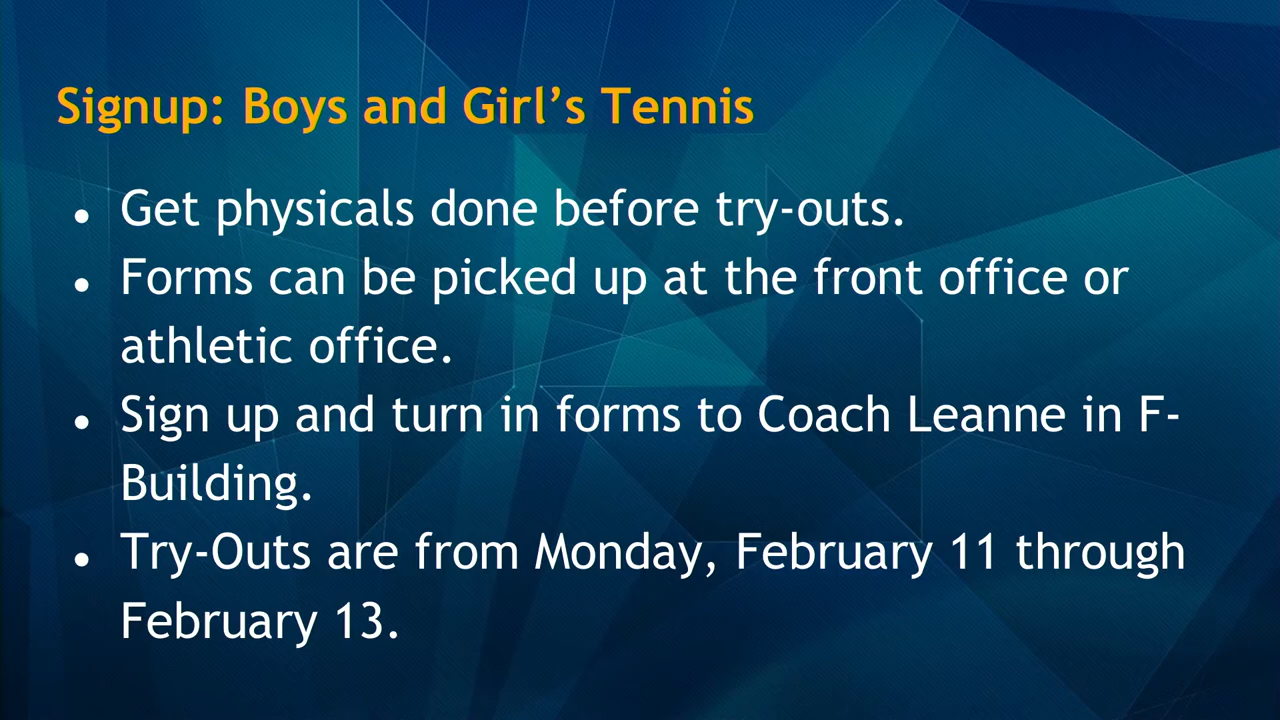 Signup: Boys and Girl’s Tennis
● Get physicals done before try-outs.
● Forms can be picked up at the front office or
athletic office.
● Sign up and turn in forms to Coach Leanne in F-
Building.
● Try-Outs are from Monday, February 11 through
February 13.